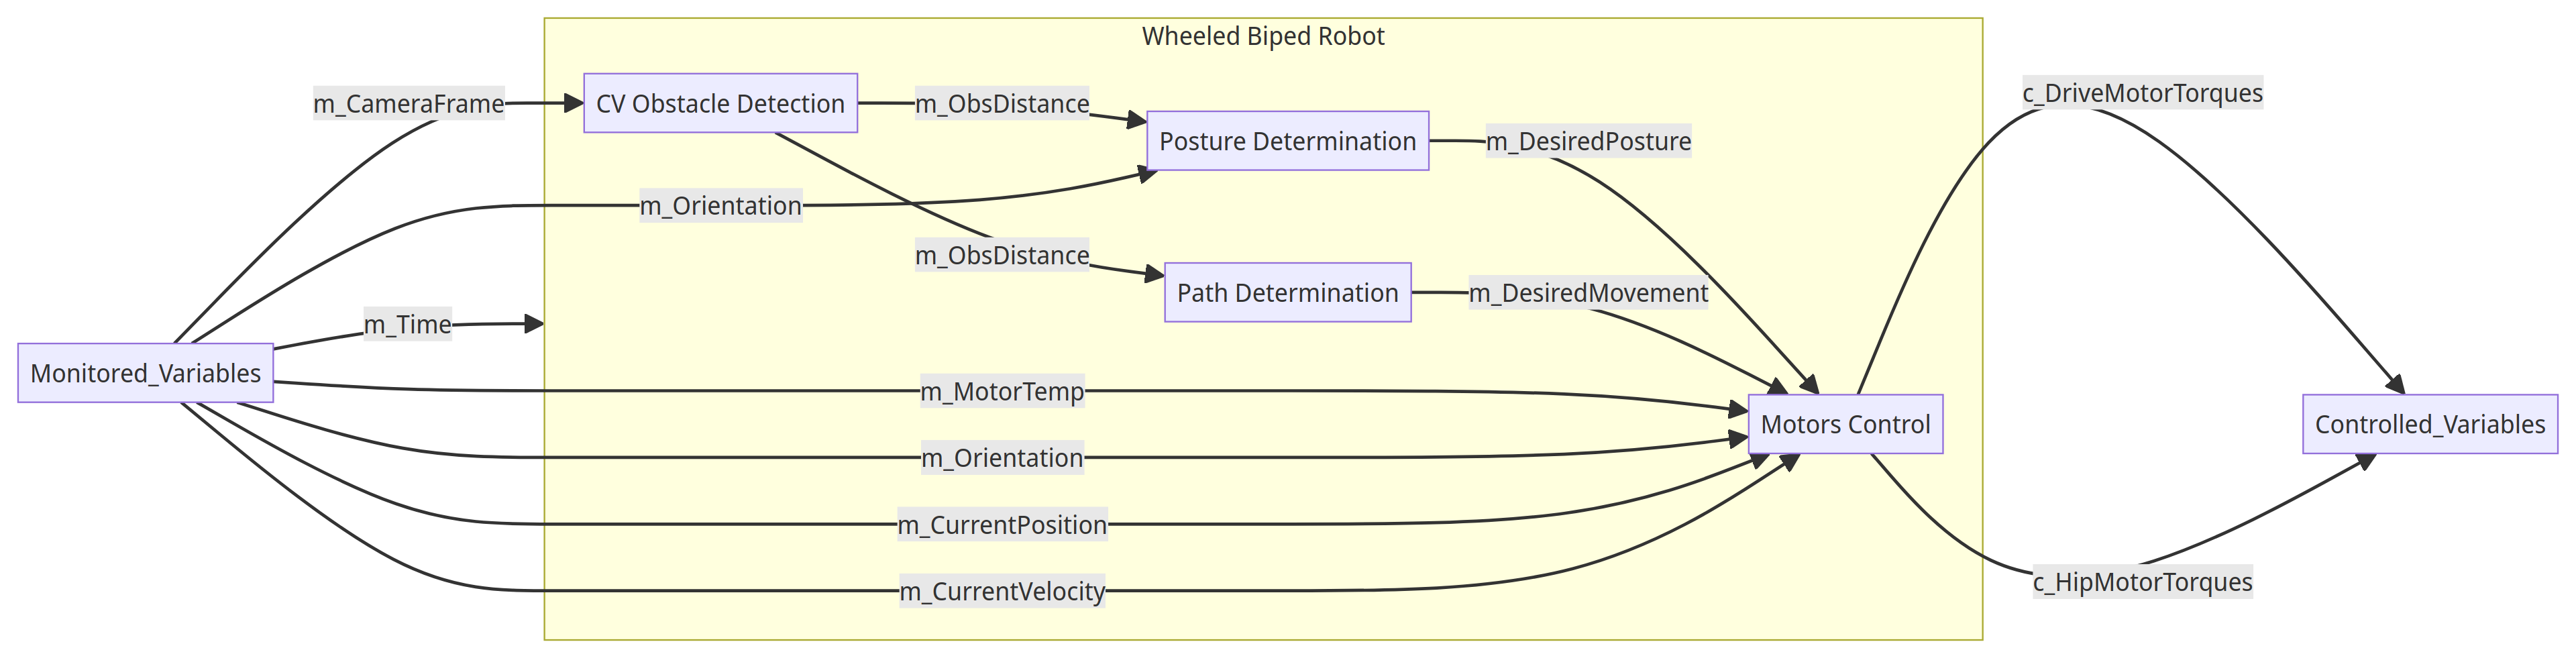 Wheeled Biped Robot
c_DriveMotorTorques
m_CameraFrame
CV Obstacle Detection
m_ObsDistance
Posture Determination
m_DesiredPosture
m_Orientation
m_ObsDistance
Path Determination
m_DesiredMovement
m_Time
Monitored_Variables
m_MotorTemp
Motors Control
Controlled_Variables
m_Orientation
m_CurrentPosition
c_HipMotorTorques
m_CurrentVelocity